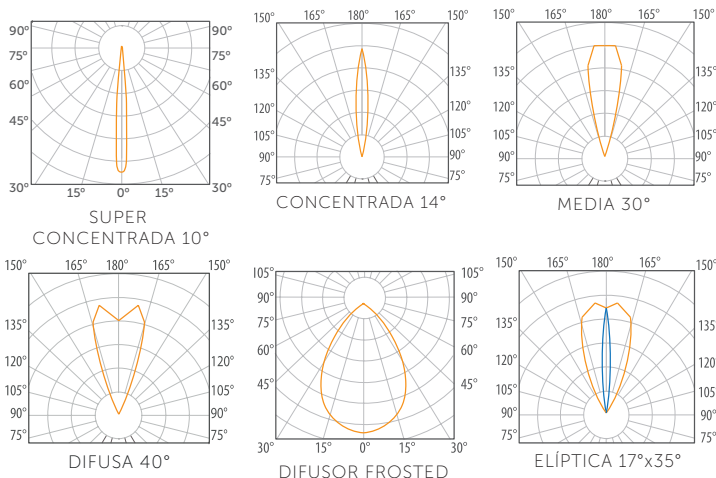 90° 90°
75° 75°
60° 60°
45° 45°
30° 15° 0° 15° 30°
SUPER
CONCENTRADA 10°
150° 165° 180° 165° 150°
135° 135°
120° 120°
105° 105°
90° 90°
75° 75°
CONCENTRADA 14°
150° 165° 180° 165° 150°
135° 135°
120° 120°
105° 105°
90° 90°
75° 75°
MEDIA 30°
150° 165° 180° 165° 150°
135° 135°
120° 120°
105° 105°
90° 90°
75° 75°
DIFUSA 40°
105° 105°
90° 90°
75° 75°
60° 60°
45° 45°
30° 15° 0° 15° 30°
DIFUSOR FROSTED
150° 165° 180° 165° 150°
135° 135°
120° 120°
105° 105°
90° 90°
75° 75°
ELÍPTICA 17°x35°